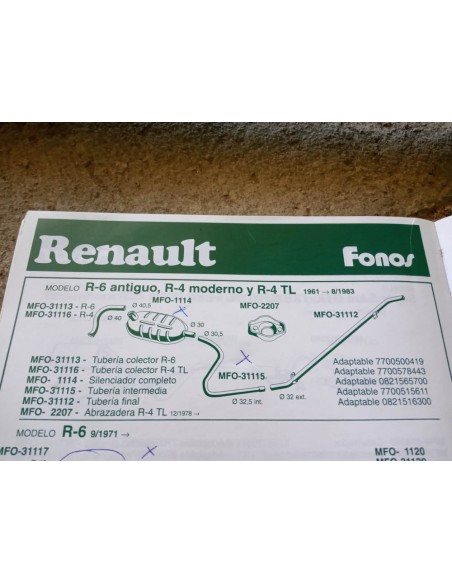 Renault
Fonos
MODELO R-6 antiguo, R-4 moderno y R-4 TL 1961 → 8/1983
MFO-1114
MFO-31113 - R-6
MFO-31116 - R-4
Ø 40,5
Ø 40
MFO-2207
MFO-31112
Ø 30
Ø 30,5
MFO-31115
Ø 32,5 int.
Ø 32 ext.
MFO-31113 - Tubería colector R-6
MFO-31116 - Tubería colector R-4 TL
MFO- 1114 - Silenciador completo
MFO-31115 - Tubería intermedia
MFO-31112 - Tubería final
MFO- 2207 - Abrazadera R-4 TL 12/1978 →
Adaptable 7700500419
Adaptable 7700578443
Adaptable 0821565700
Adaptable 7700515611
Adaptable 0821516300
MODELO R-6 9/1971 →
MFO-31117
MFO- 1120